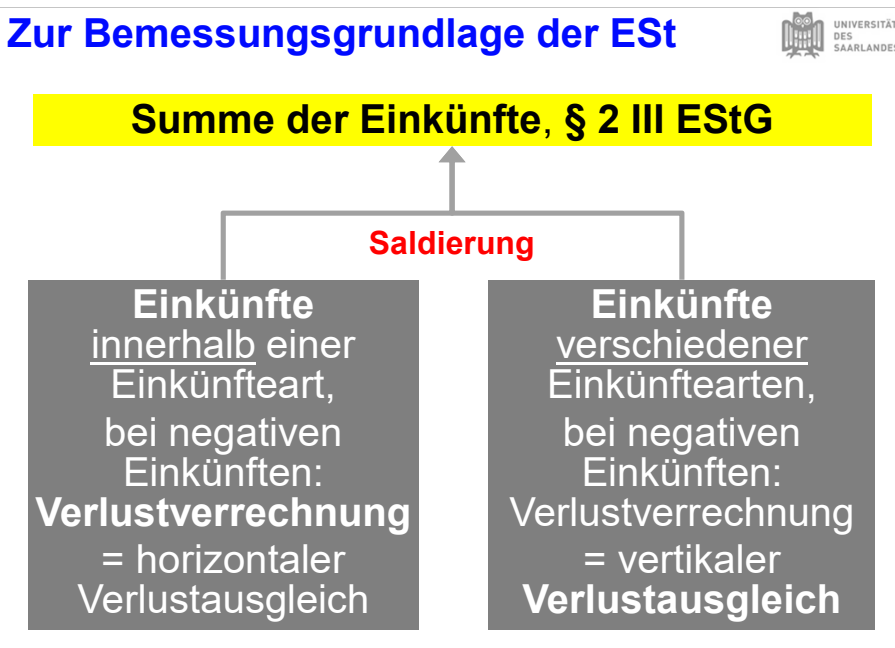 Zur Bemessungsgrundlage der ESt
UNIVERSITÄT
DES
SAARLANDES
Summe der Einkünfte, § 2 III EStG
Saldierung
Einkünfte
innerhalb einer
Einkünfteart,
bei negativen
Einkünften:
Verlustverrechnung
= horizontaler
Verlustausgleich
Einkünfte
verschiedener
Einkünftearten,
bei negativen
Einkünften:
Verlustverrechnung
= vertikaler
Verlustausgleich